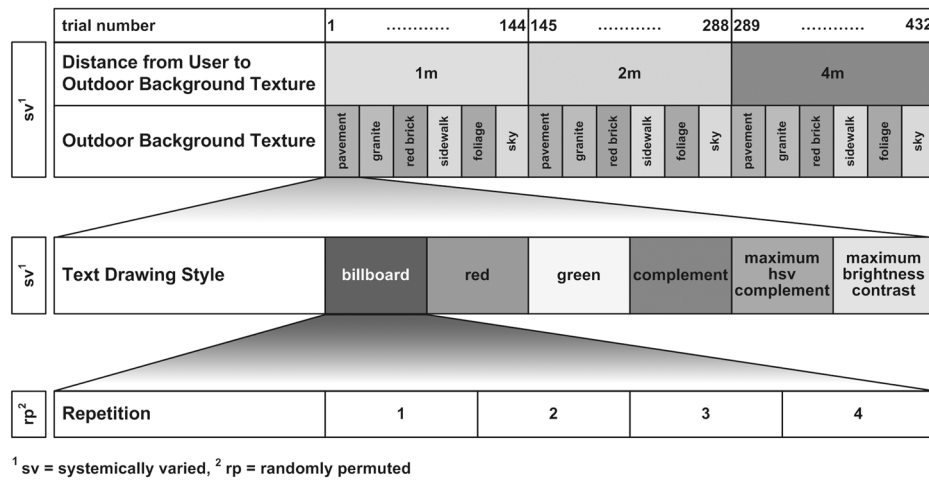 trial number 1 ........... 144 145 ........... 288 289 ........... 432
sv¹
Distance from User to
Outdoor Background Texture
1m 2m 4m
Outdoor Background Texture
pavement granite red brick sidewalk foliage sky pavement granite red brick sidewalk foliage sky pavement granite red brick sidewalk foliage sky
sv¹
Text Drawing Style
billboard
red
green
complement
maximum
hsv
complement
maximum
brightness
contrast
rp²
Repetition 1 2 3 4
¹ sv = systemically varied, ² rp = randomly permuted